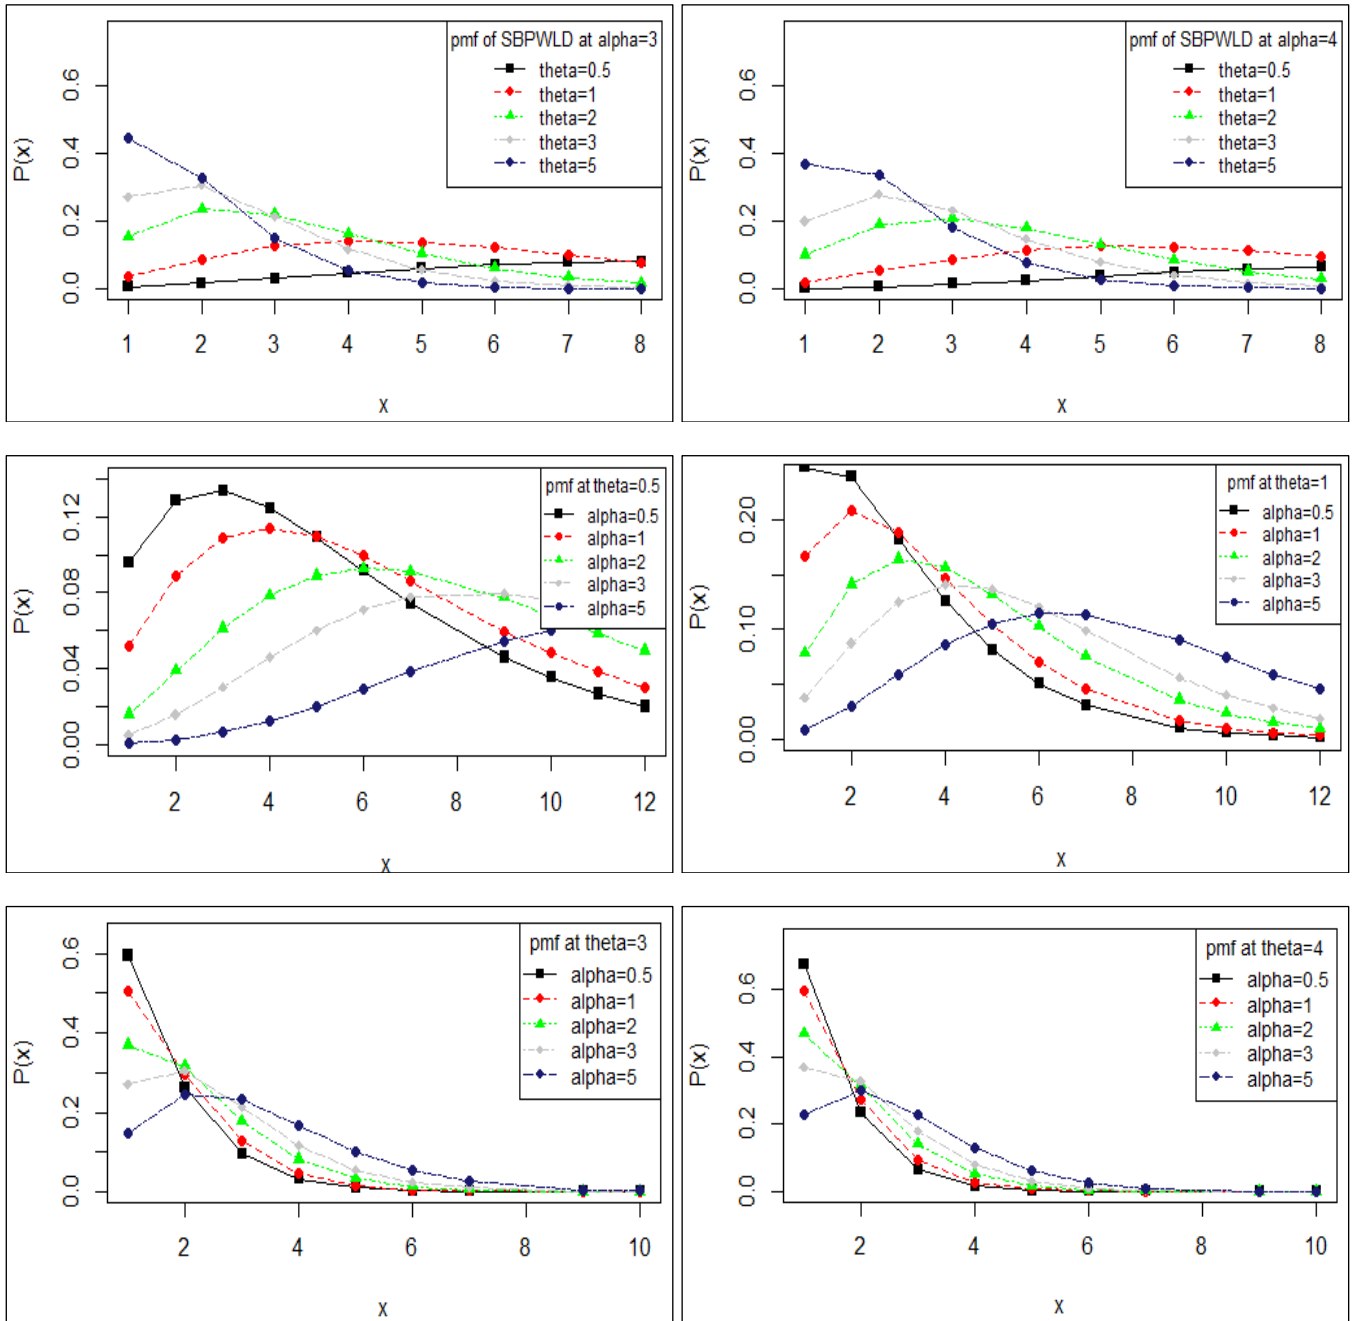 pmf of SBPWLD at alpha=3
theta=0.5
theta=1
theta=2
theta=3
theta=5
P(x)
0.0 0.2 0.4 0.6
1 2 3 4 5 6 7 8
x
pmf of SBPWLD at alpha=4
theta=0.5
theta=1
theta=2
theta=3
theta=5
P(x)
0.0 0.2 0.4 0.6
1 2 3 4 5 6 7 8
x
pmf at theta=0.5
alpha=0.5
alpha=1
alpha=2
alpha=3
alpha=5
P(x)
0.00 0.04 0.08 0.12
2 4 6 8 10 12
x
pmf at theta=1
alpha=0.5
alpha=1
alpha=2
alpha=3
alpha=5
P(x)
0.00 0.10 0.20
2 4 6 8 10 12
x
pmf at theta=3
alpha=0.5
alpha=1
alpha=2
alpha=3
alpha=5
P(x)
0.0 0.2 0.4 0.6
2 4 6 8 10
x
pmf at theta=4
alpha=0.5
alpha=1
alpha=2
alpha=3
alpha=5
P(x)
0.0 0.2 0.4 0.6
2 4 6 8 10
x